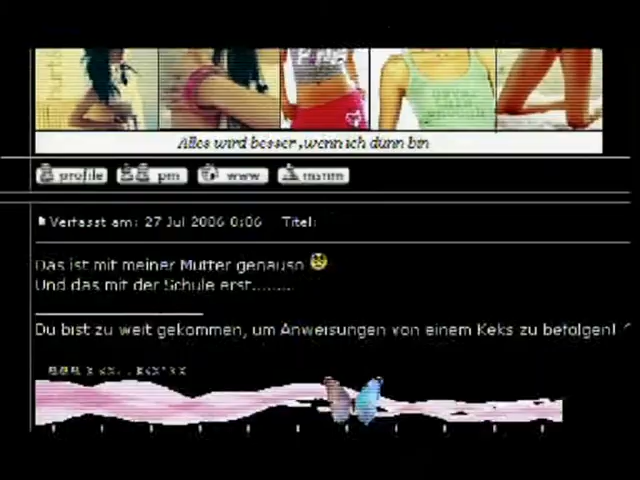 Alles wird besser,wenn ich dünn bin
profile pm www msnm
Verfasst am: 27 Jul 2006 0:06 Titel:
Das ist mit meiner Mutter genauso
Und das mit der Schule erst.........
Du bist zu weit gekommen, um Anweisungen von einem Keks zu befolgen! ^